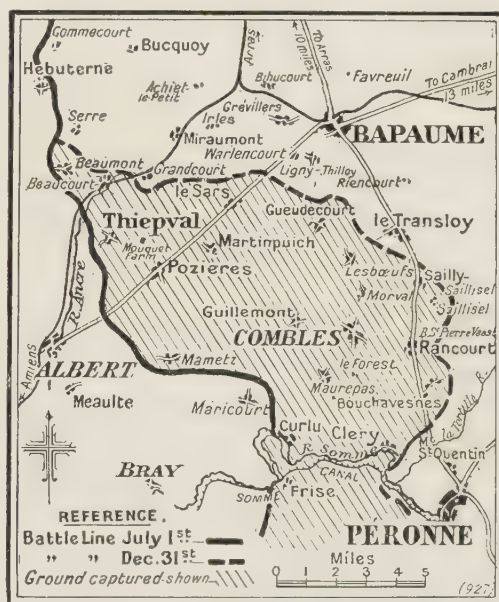 Gommecourt
Bucquoy
Arras
To Arras
10 miles
Hébuterne
Achiet-
le-Petit
Bihucourt
Favreuil
To Cambrai
13 miles
Grévillers
Irles
Serre
Miraumont
BAPAUME
Warlencourt
Beaumont
Grandcourt
Ligny-Thilloy
Riencourt
Beaucourt
le Sars
Thiepval
Gueudecourt
le Transloy
Mouquet
Farm
Martinpuich
Pozières
Lesbœufs
Sailly-
Saillisel
Morval
Saillisel
R. Ancre
Guillemont
COMBLES
B. St Pierre Vaast
Rancourt
Amiens
ALBERT
Mametz
le Forest
Meaulte
Maurepas
Bouchavesnes
Maricourt
la Tortille R.
Curlu
Clery
Mt
St Quentin
R. Somme
CANAL
BRAY
SOMME
Frise
PÉRONNE
REFERENCE.
Battle Line July 1st
" " Dec. 31st
Ground captured shown
Miles
0 1 2 3 4 5
(927)